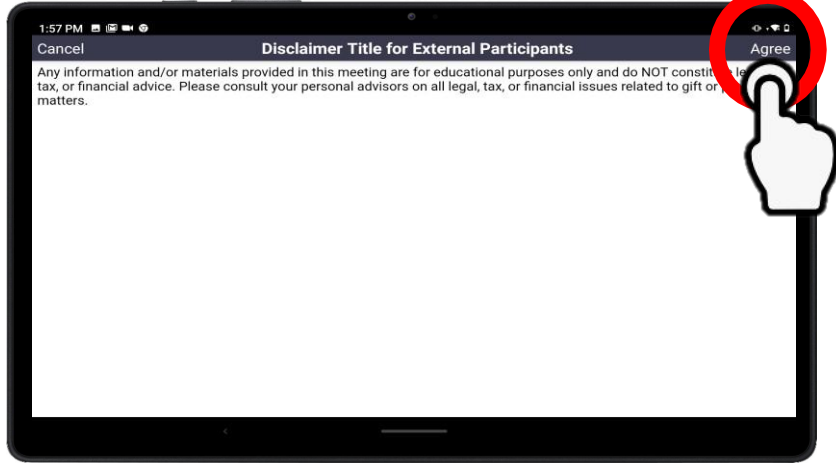 1:57 PM
Cancel
Disclaimer Title for External Participants
Agree
Any information and/or materials provided in this meeting are for educational purposes only and do NOT
tax, or financial advice. Please consult your personal advisors on all legal, tax, or financial issues related to gift or
matters.